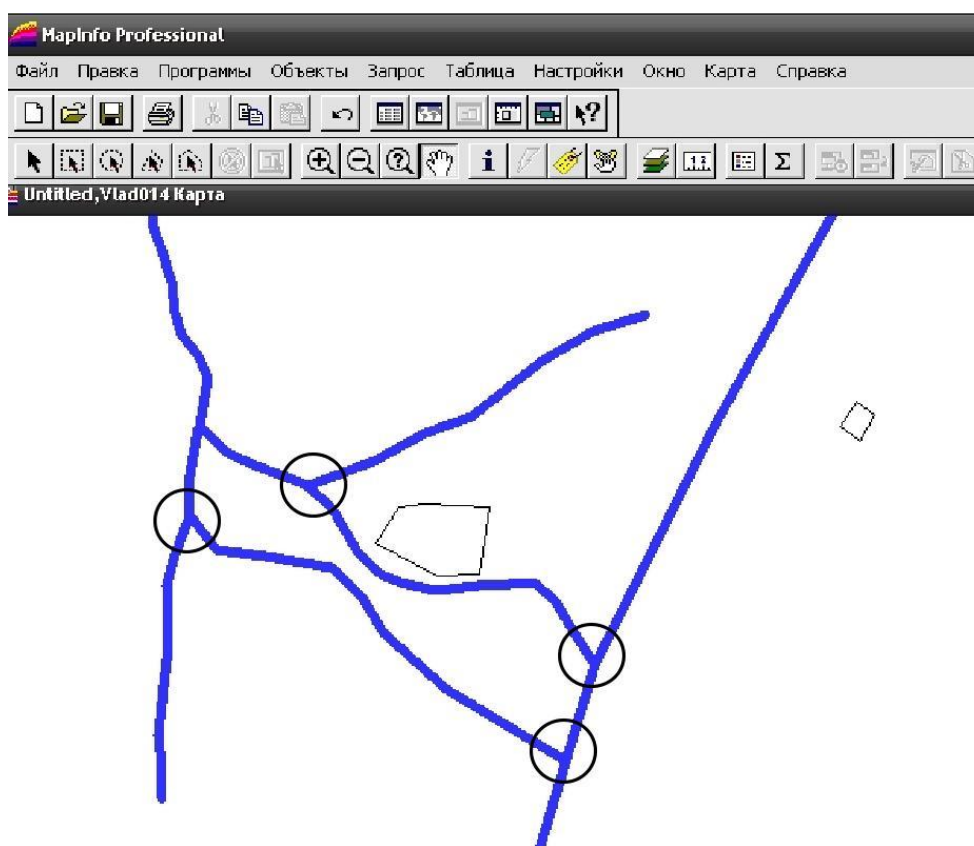 MapInfo Professional
Файл Правка Программы Объекты Запрос Таблица Настройки Окно Карта Справка
Untitled,Vlad014 Карта